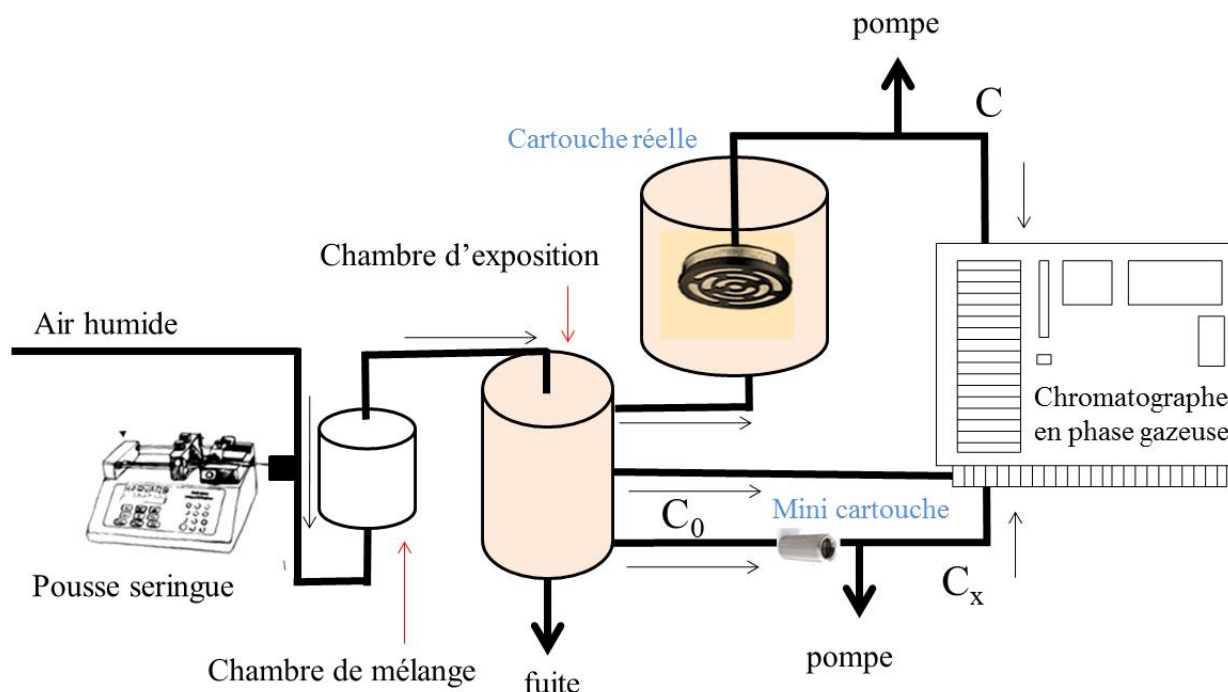 pompe
C
Cartouche réelle
Chambre d’exposition
Air humide
Chromatographe
en phase gazeuse
C₀
Mini cartouche
Pousse seringue
Cₓ
Chambre de mélange
fuite
pompe